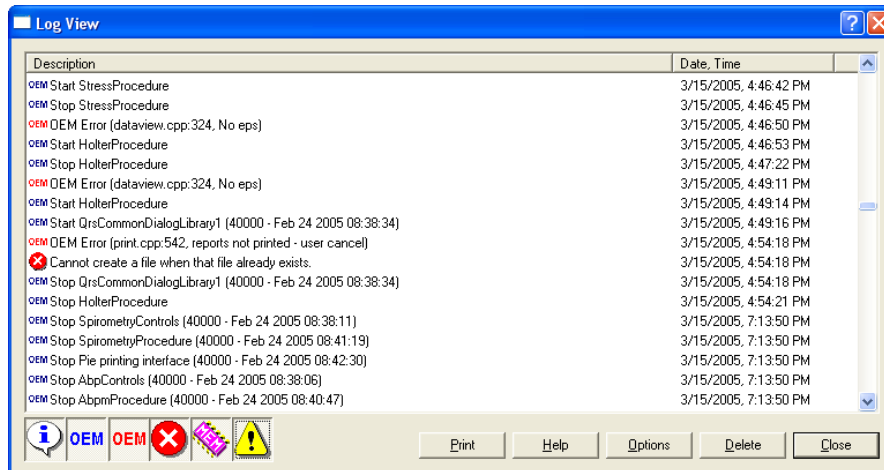 Log View
Description Date, Time
OEM Start StressProcedure 3/15/2005, 4:46:42 PM
OEM Stop StressProcedure 3/15/2005, 4:46:45 PM
OEM OEM Error (dataview.cpp:324, No eps) 3/15/2005, 4:46:50 PM
OEM Start HolterProcedure 3/15/2005, 4:46:53 PM
OEM Stop HolterProcedure 3/15/2005, 4:47:22 PM
OEM OEM Error (dataview.cpp:324, No eps) 3/15/2005, 4:49:11 PM
OEM Start HolterProcedure 3/15/2005, 4:49:14 PM
OEM Start QrsCommonDialogLibrary1 (40000 - Feb 24 2005 08:38:34) 3/15/2005, 4:49:16 PM
OEM OEM Error (print.cpp:542, reports not printed - user cancel) 3/15/2005, 4:54:18 PM
Cannot create a file when that file already exists. 3/15/2005, 4:54:18 PM
OEM Stop QrsCommonDialogLibrary1 (40000 - Feb 24 2005 08:38:34) 3/15/2005, 4:54:18 PM
OEM Stop HolterProcedure 3/15/2005, 4:54:21 PM
OEM Stop SpirometryControls (40000 - Feb 24 2005 08:38:11) 3/15/2005, 7:13:50 PM
OEM Stop SpirometryProcedure (40000 - Feb 24 2005 08:41:19) 3/15/2005, 7:13:50 PM
OEM Stop Pie printing interface (40000 - Feb 24 2005 08:42:30) 3/15/2005, 7:13:50 PM
OEM Stop AbpControls (40000 - Feb 24 2005 08:38:06) 3/15/2005, 7:13:50 PM
OEM Stop AbpmProcedure (40000 - Feb 24 2005 08:40:47) 3/15/2005, 7:13:50 PM
OEM OEM MEM Print Help Options Delete Close